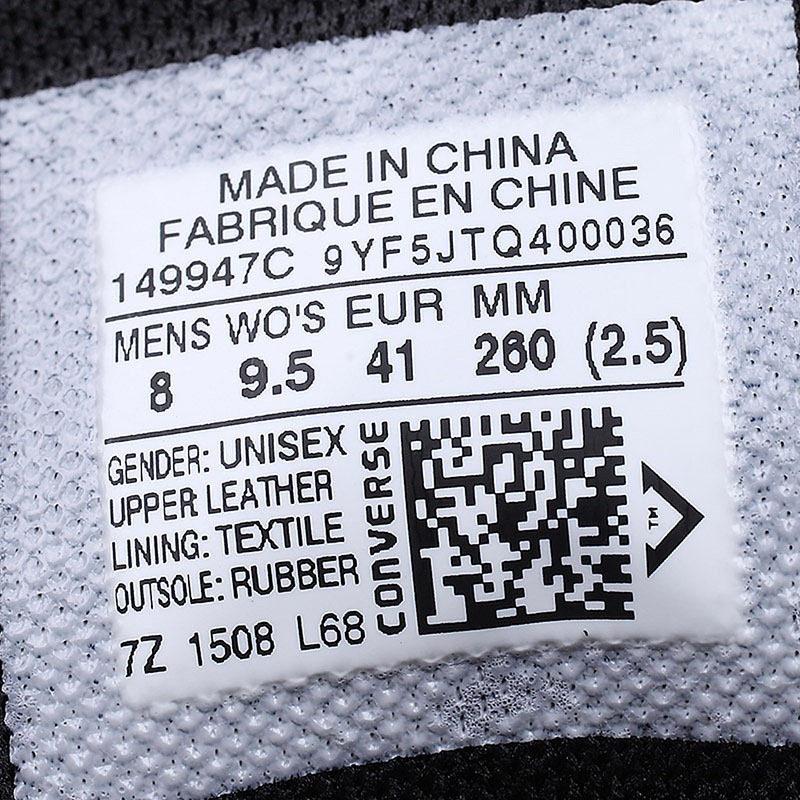 MADE IN CHINA
FABRIQUE EN CHINE
149947C 9YF5JTQ400036
MENS WO'S EUR MM
8 9.5 41 260 (2.5)
GENDER: UNISEX
UPPER LEATHER
LINING: TEXTILE
OUTSOLE: RUBBER
7Z 1508 L68
CONVERSE
TM